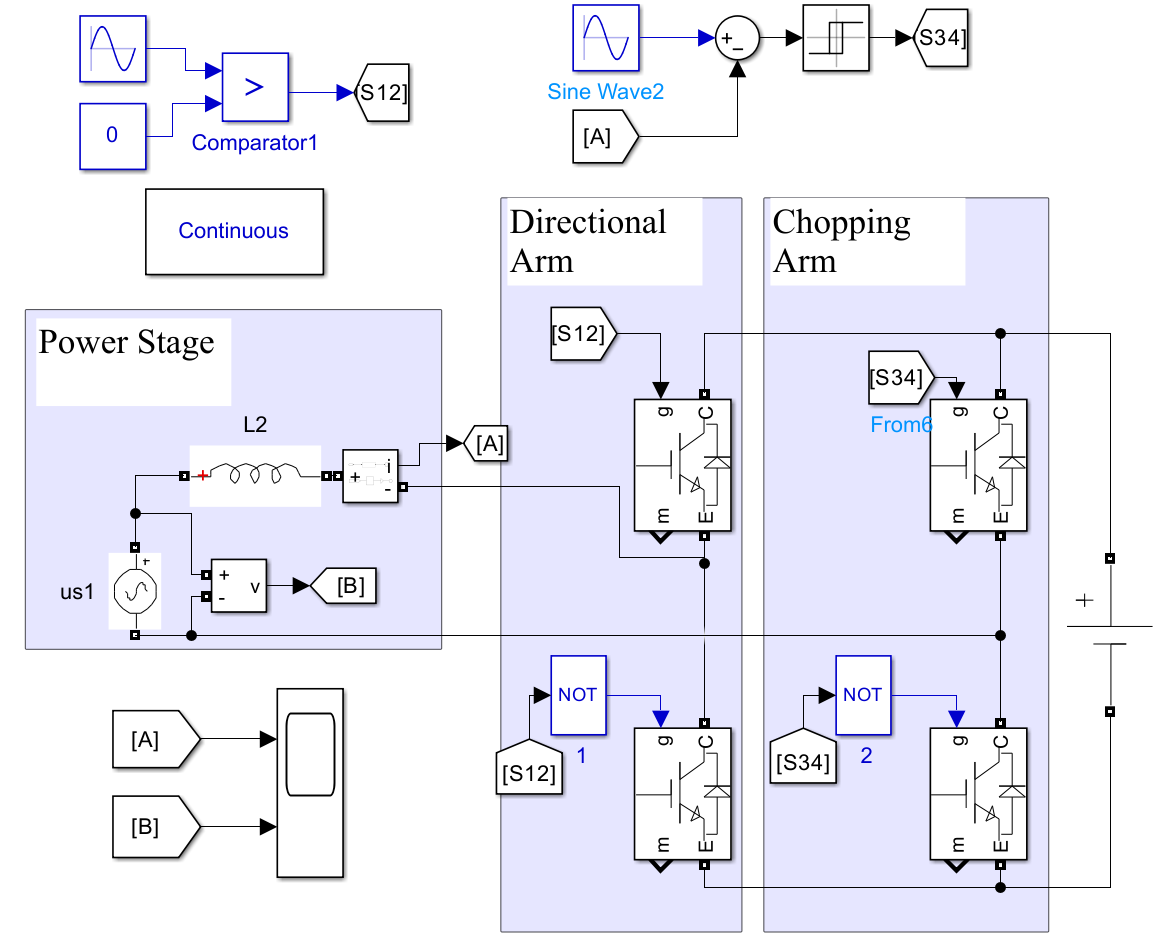 S12]
>
0
Comparator1
S34]
+
-
Sine Wave2
[A]
Continuous
Directional
Arm
Chopping
Arm
Power Stage
[S12]
[S34]
From6
g
C
m
E
g
C
m
E
L2
+
+
i
-
[A]
us1
+
+
-
v
[B]
+
NOT
1
[S12]
NOT
2
[S34]
g
C
m
E
g
C
m
E
[A]
[B]